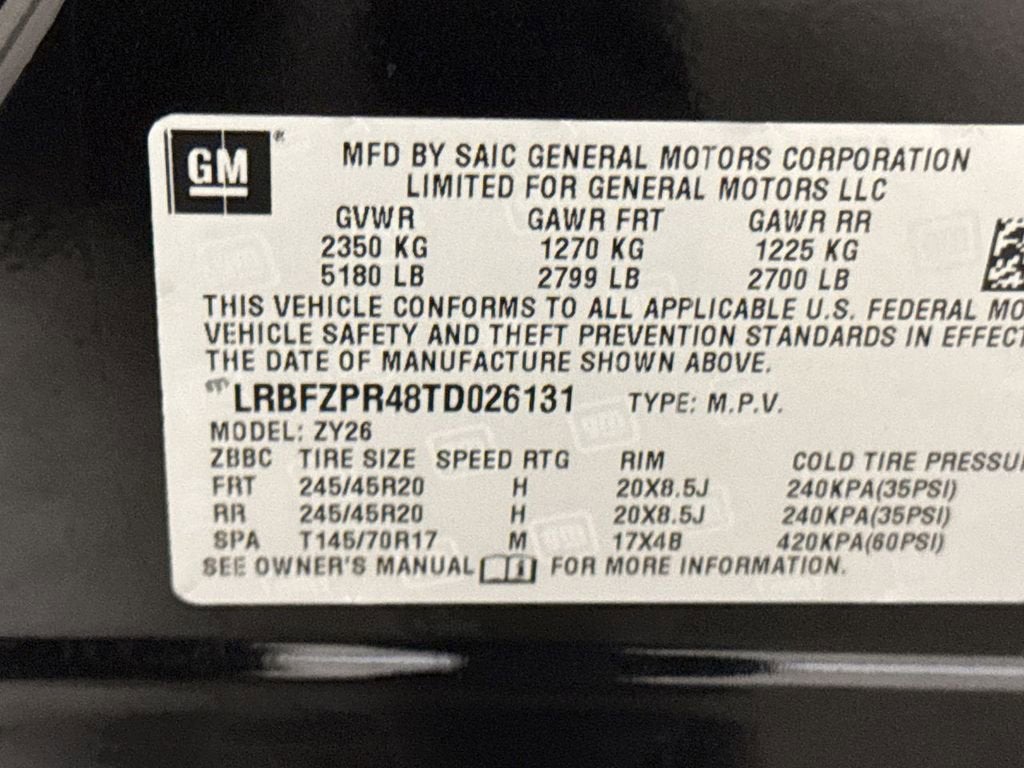 GM®
MFD BY SAIC GENERAL MOTORS CORPORATION
LIMITED FOR GENERAL MOTORS LLC
GVWR GAWR FRT GAWR RR
2350 KG 1270 KG 1225 KG
5180 LB 2799 LB 2700 LB
THIS VEHICLE CONFORMS TO ALL APPLICABLE U.S. FEDERAL MO
VEHICLE SAFETY AND THEFT PREVENTION STANDARDS IN EFFECT
THE DATE OF MANUFACTURE SHOWN ABOVE.
LRBFZPR48TD026131 TYPE: M.P.V.
MODEL: ZY26
ZBBC TIRE SIZE SPEED RTG RIM COLD TIRE PRESSU
FRT 245/45R20 H 20X8.5J 240KPA(35PSI)
RR 245/45R20 H 20X8.5J 240KPA(35PSI)
SPA T145/70R17 M 17X4B 420KPA(60PSI)
SEE OWNER'S MANUAL FOR MORE INFORMATION.